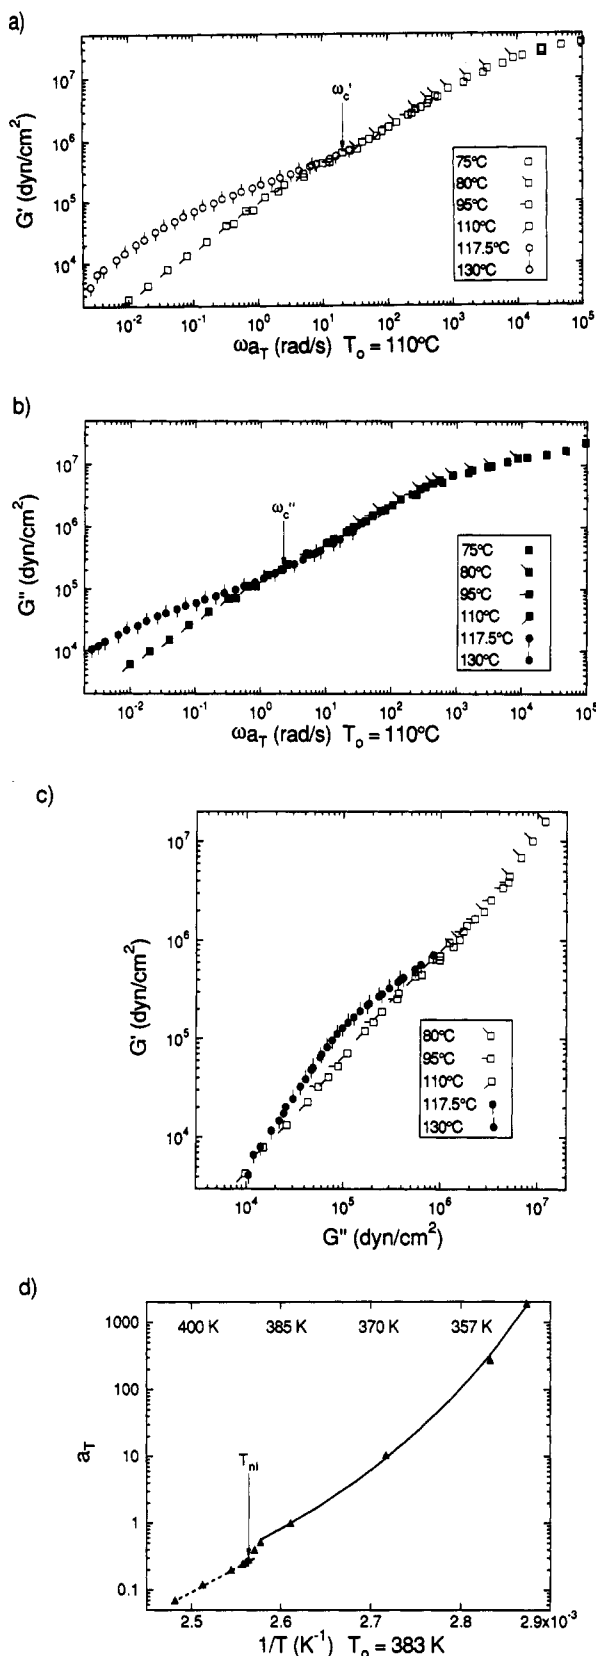 a)
G' (dyn/cm²)
10⁷
10⁶
10⁵
10⁴
ω꜀'
75°C
80°C
95°C
110°C
117.5°C
130°C
10⁻² 10⁻¹ 10⁰ 10¹ 10² 10³ 10⁴ 10⁵
ωa_T (rad/s) T₀ = 110°C
b)
G'' (dyn/cm²)
10⁷
10⁶
10⁵
10⁴
ω꜀''
75°C
80°C
95°C
110°C
117.5°C
130°C
10⁻² 10⁻¹ 10⁰ 10¹ 10² 10³ 10⁴ 10⁵
ωa_T (rad/s) T₀ = 110°C
c)
G' (dyn/cm²)
10⁷
10⁶
10⁵
10⁴
80°C
95°C
110°C
117.5°C
130°C
10⁴ 10⁵ 10⁶ 10⁷
G'' (dyn/cm²)
d)
a_T
1000
100
10
1
0.1
400 K 385 K 370 K 357 K
T_ni
2.5 2.6 2.7 2.8 2.9x10⁻³
1/T (K⁻¹) T₀ = 383 K